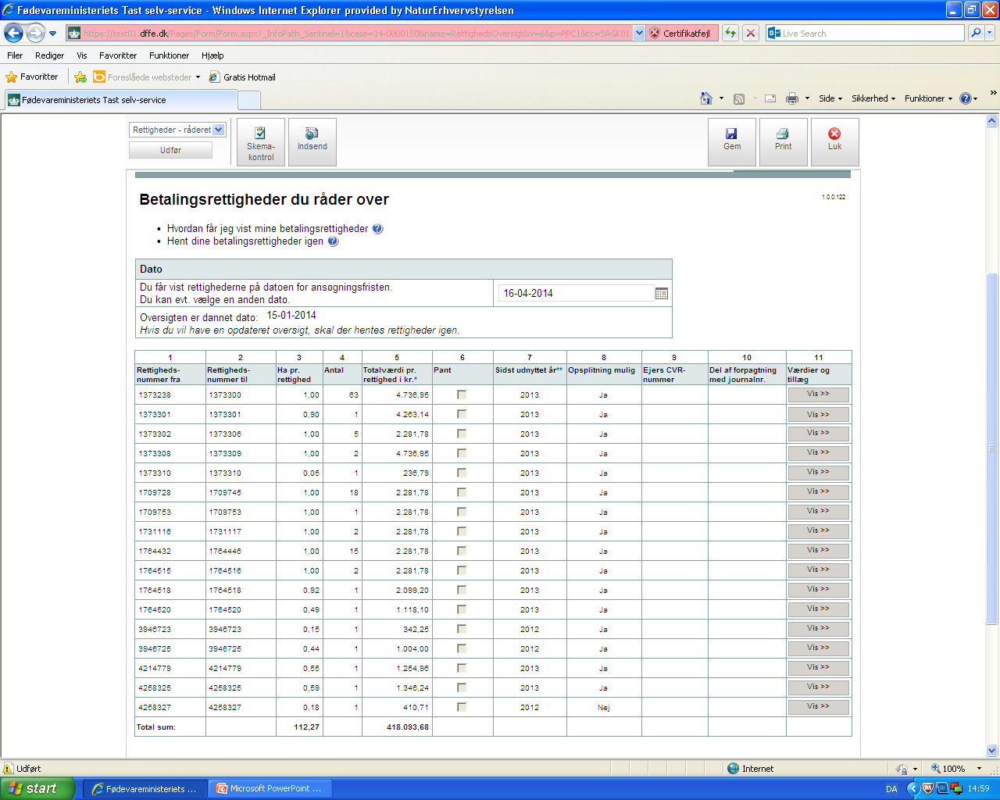 Fødevareministeriets Tast selv-service - Windows Internet Explorer provided by NaturErhvervstyrelsen
https://test01.dffe.dk/Pages/Form/Form.aspx?_InfoPath_Sentinel=1&case=14-0000150&name=RettighedsOversigt&v=6&p=PPC1&cc=SAGK01 Certifikatfejl Live Search
Filer Rediger Vis Favoritter Funktioner Hjælp
Favoritter Foreslåede websteder Gratis Hotmail
Fødevareministeriets Tast selv-service Side Sikkerhed Funktioner »
Rettigheder - råderet
Udfør
Skema-
kontrol
Indsend
Gem
Print
Luk
Betalingsrettigheder du råder over 1.0.0.122
• Hvordan får jeg vist mine betalingsrettigheder
• Hent dine betalingsrettigheder igen
Dato
Du får vist rettighederne på datoen for ansøgningsfristen.
Du kan evt. vælge en anden dato.
16-04-2014
Oversigten er dannet dato: 15-01-2014
Hvis du vil have en opdateret oversigt, skal der hentes rettigheder igen.
1 2 3 4 5 6 7 8 9 10 11
Rettigheds- Rettigheds- Ha pr. Antal Totalværdi pr. Pant Sidst udnyttet år** Opsplitning mulig Ejers CVR- Del af forpagtning Værdier og
nummer fra nummer til rettighed rettighed i kr.* nummer med journalnr. tillæg
1373238 1373300 1,00 63 4.736,95 2013 Ja Vis >>
1373301 1373301 0,90 1 4.263,14 2013 Ja Vis >>
1373302 1373306 1,00 5 2.281,78 2013 Ja Vis >>
1373308 1373309 1,00 2 4.736,95 2013 Ja Vis >>
1373310 1373310 0,05 1 236,79 2013 Ja Vis >>
1709728 1709745 1,00 18 2.281,78 2013 Ja Vis >>
1709753 1709753 1,00 1 2.281,78 2013 Ja Vis >>
1731116 1731117 1,00 2 2.281,78 2013 Ja Vis >>
1764432 1764446 1,00 15 2.281,78 2013 Ja Vis >>
1764515 1764516 1,00 2 2.281,78 2013 Ja Vis >>
1764518 1764518 0,92 1 2.099,20 2013 Ja Vis >>
1764520 1764520 0,49 1 1.118,10 2013 Ja Vis >>
3946723 3946723 0,15 1 342,25 2012 Ja Vis >>
3946725 3946725 0,44 1 1.004,00 2012 Ja Vis >>
4214779 4214779 0,55 1 1.254,96 2013 Ja Vis >>
4258325 4258325 0,59 1 1.346,24 2013 Ja Vis >>
4258327 4258327 0,18 1 410,71 2012 Nej Vis >>
Total sum: 112,27 418.093,68
Udført Internet 100%
start Fødevareministeriets ... Microsoft PowerPoint ... DA 14:59